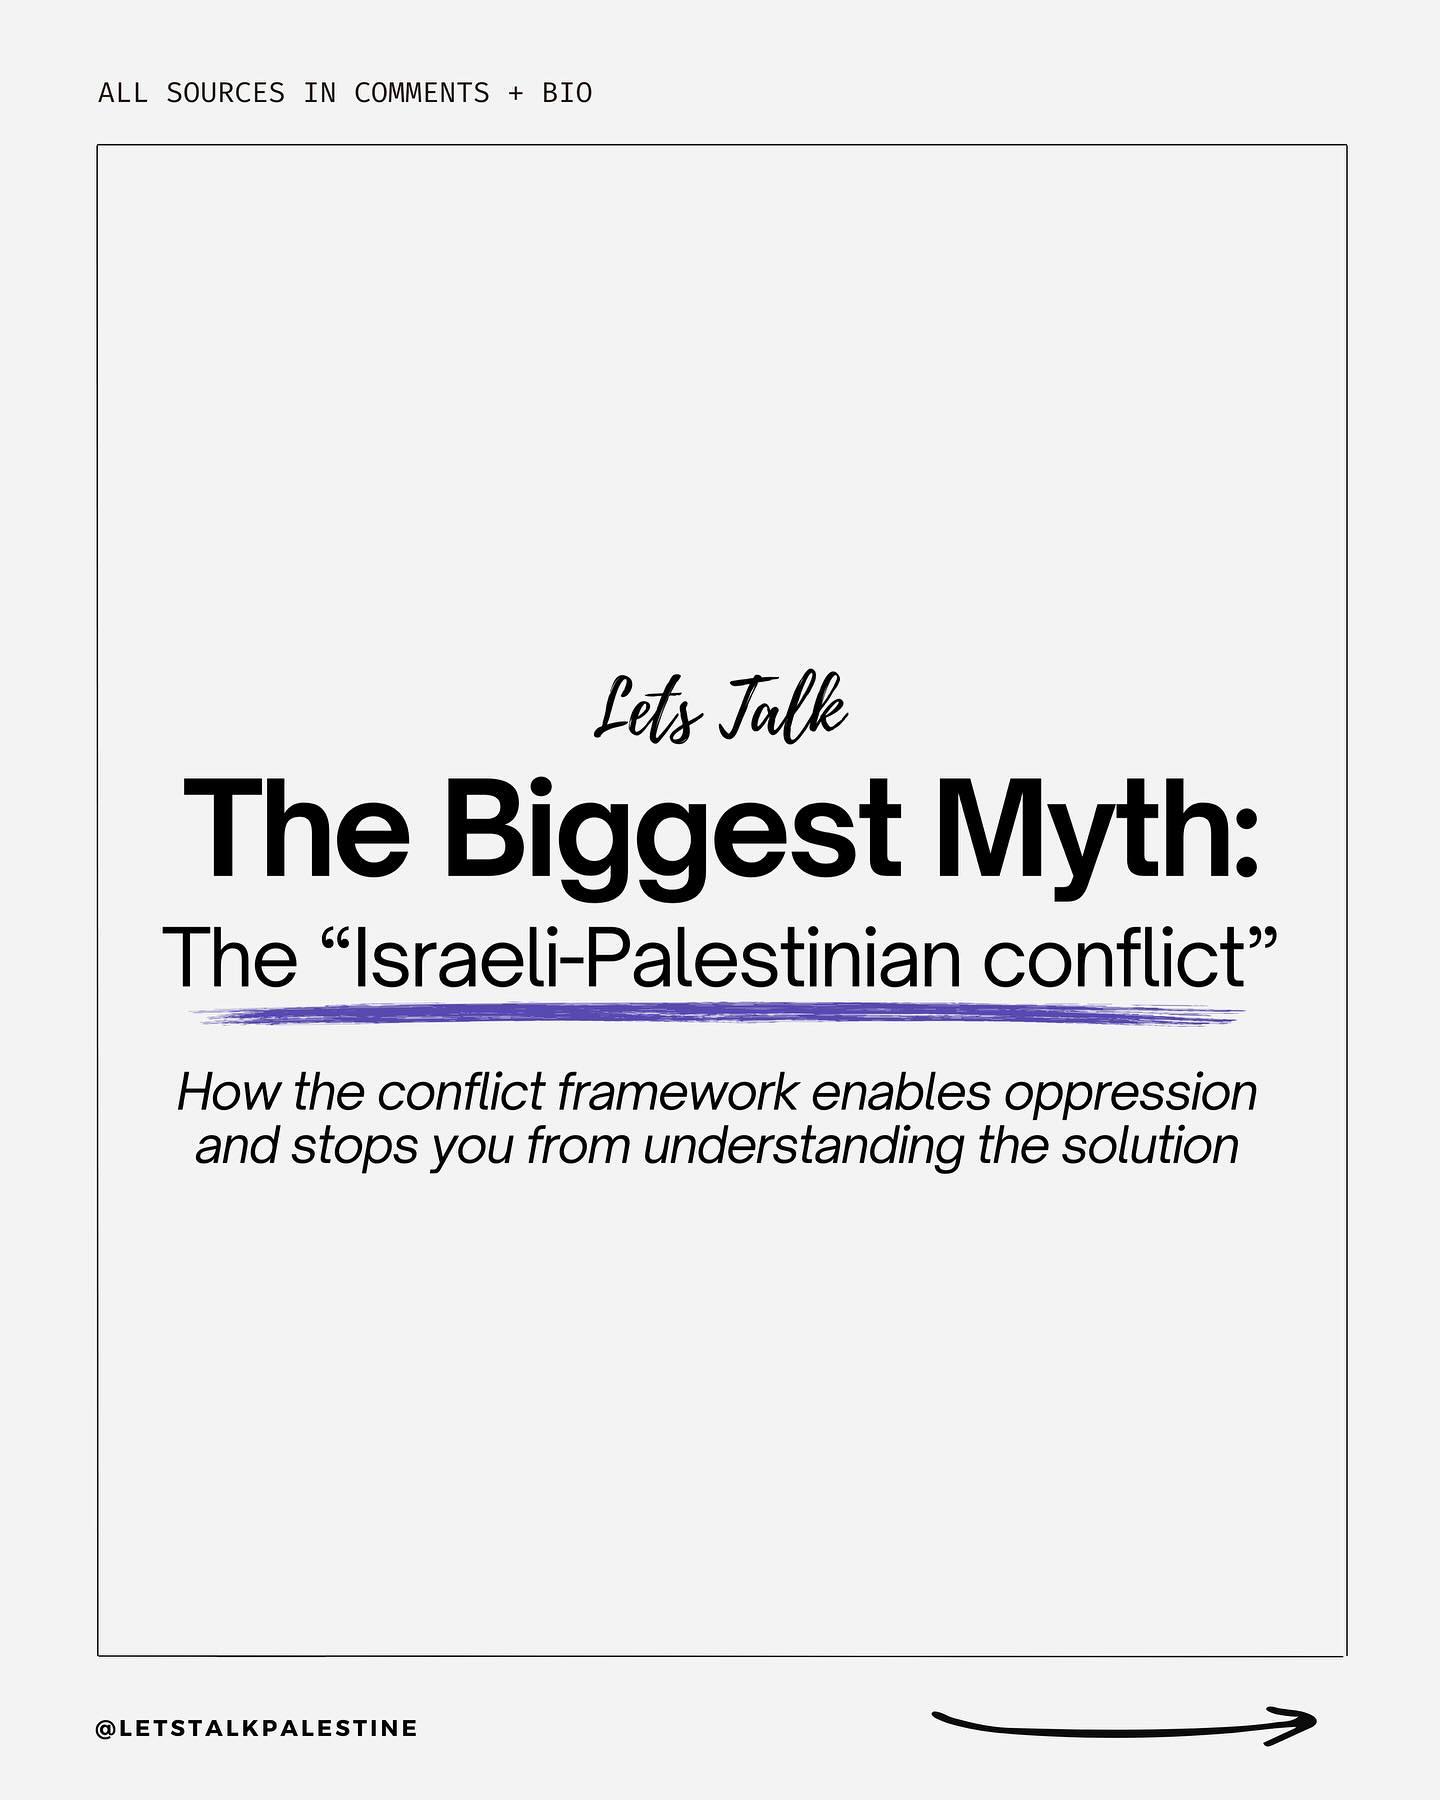 ALL SOURCES IN COMMENTS + BIO
Lets Talk
The Biggest Myth:
The “Israeli-Palestinian conflict”
How the conflict framework enables oppression
and stops you from understanding the solution
@LETSTALKPALESTINE